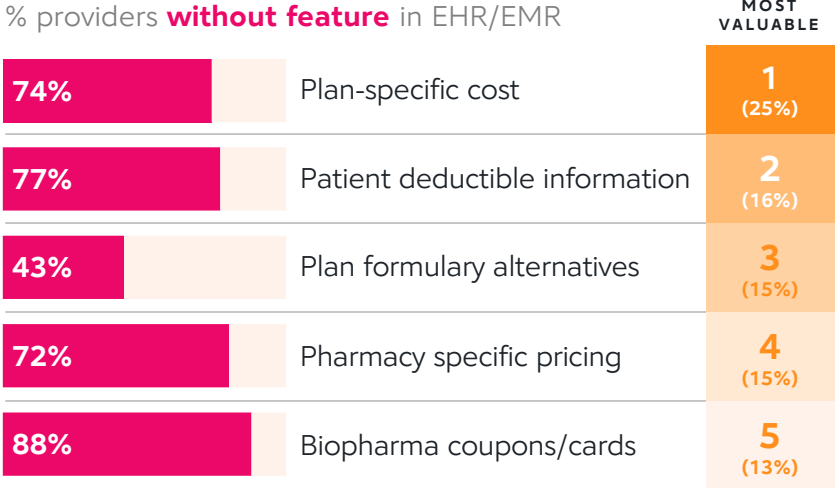 % providers without feature in EHR/EMR
MOST
VALUABLE
74%
Plan-specific cost
1
(25%)
77%
Patient deductible information
2
(16%)
43%
Plan formulary alternatives
3
(15%)
72%
Pharmacy specific pricing
4
(15%)
88%
Biopharma coupons/cards
5
(13%)